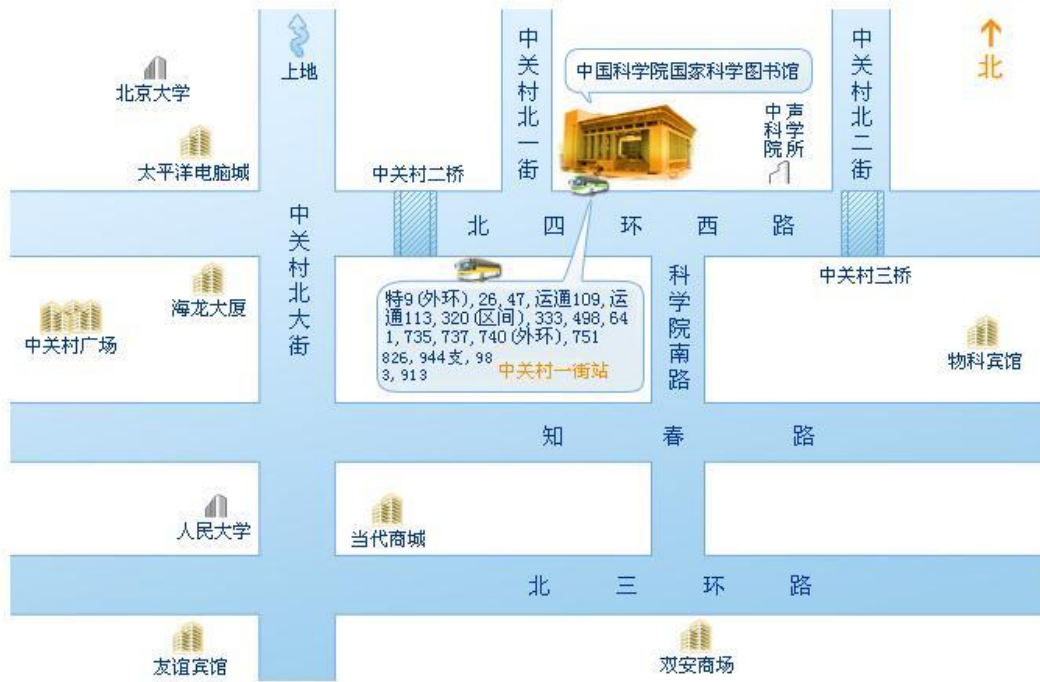 上地
北京大学
太平洋电脑城
中关村北大街
中关村二桥
中关村北一街
中国科学院国家科学图书馆
中科院
声学所
中关村北二街
北
北四环西路
海龙大厦
中关村广场
特9(外环), 26, 47, 运通109, 运
通113, 320(区间), 333, 498, 64
1, 735, 737, 740(外环), 751
826, 944支, 98
3, 913
中关村一街站
科学院南路
中关村三桥
物科宾馆
知春路
人民大学
当代商城
北三环路
友谊宾馆
双安商场